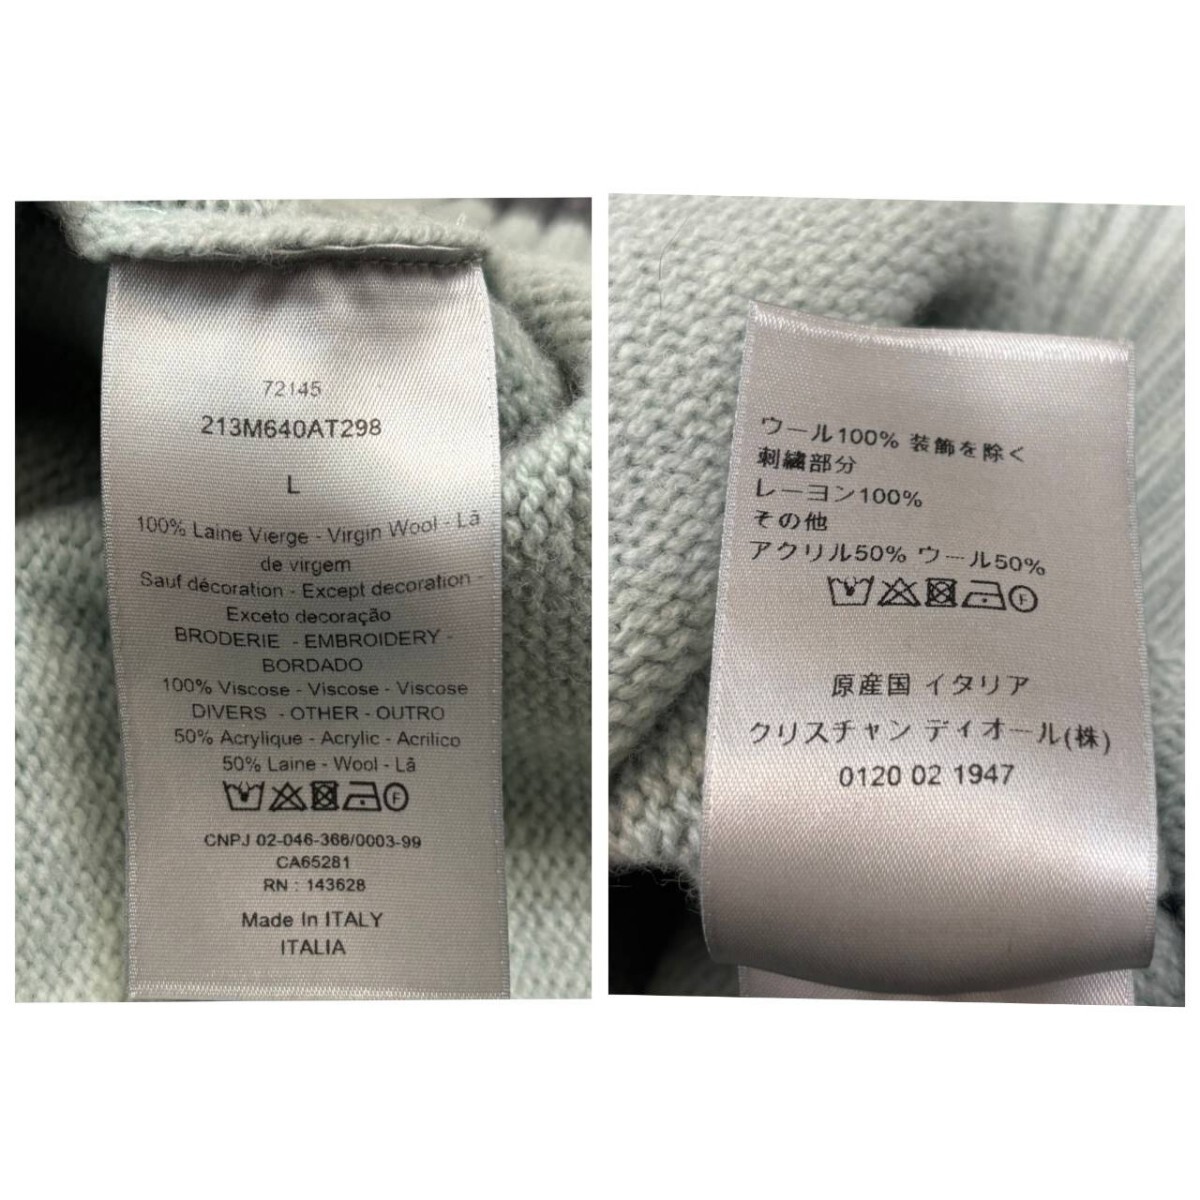 72145
213M640AT298
L
100% Laine Vierge - Virgin Wool - Lã
de virgem
Sauf décoration - Except decoration -
Exceto decoração
BRODERIE - EMBROIDERY -
BORDADO
100% Viscose - Viscose - Viscose
DIVERS - OTHER - OUTRO
50% Acrylique - Acrylic - Acrilico
50% Laine - Wool - Lã
F
CNPJ 02-046-366/0003-99
CA65281
RN : 143628
Made In ITALY
ITALIA
ウール100% 装飾を除く
刺繍部分
レーヨン100%
その他
アクリル50% ウール50%
F
原産国 イタリア
クリスチャン ディオール(株)
0120 02 1947